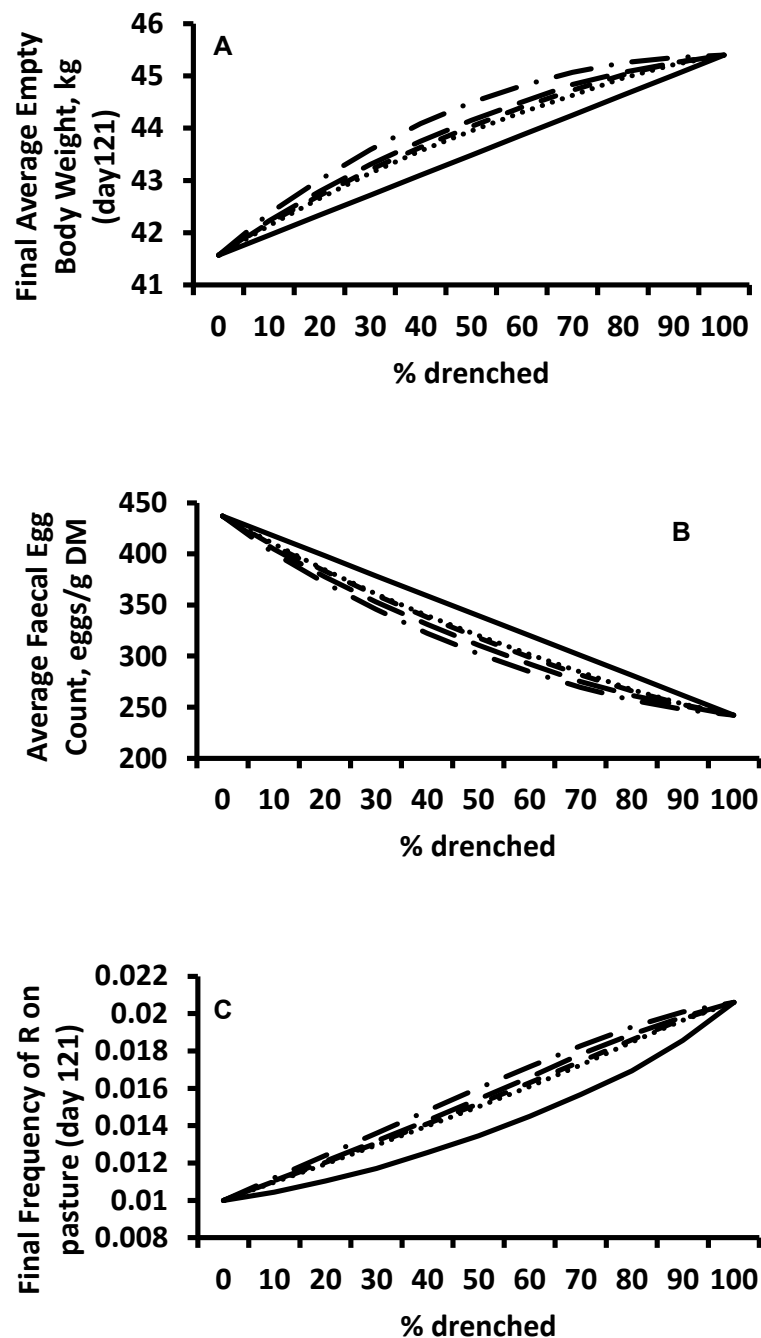 A
Final Average Empty
Body Weight, kg
(day121)
46
45
44
43
42
41
0 10 20 30 40 50 60 70 80 90 100
% drenched
B
Average Faecal Egg
Count, eggs/g DM
450
400
350
300
250
200
0 10 20 30 40 50 60 70 80 90 100
% drenched
C
Final Frequency of R on
pasture (day 121)
0.022
0.02
0.018
0.016
0.014
0.012
0.01
0.008
0 10 20 30 40 50 60 70 80 90 100
% drenched